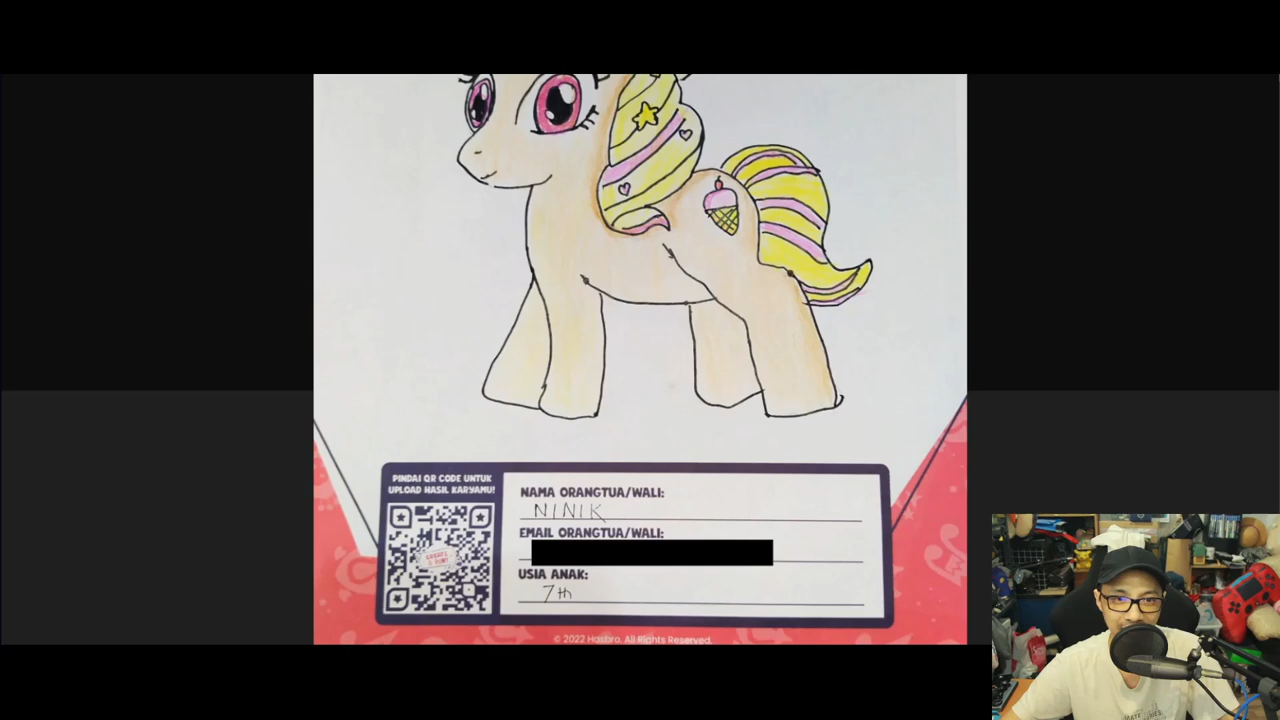 PINDAI QR CODE UNTUK
UPLOAD HASIL KARYAMU!
NAMA ORANGTUA/WALI:
NINIK
EMAIL ORANGTUA/WALI:
USIA ANAK:
7th
© 2022 Hasbro. All Rights Reserved.